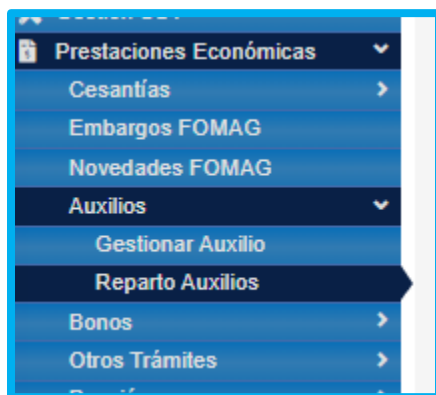 Prestaciones Económicas
Cesantías
Embargos FOMAG
Novedades FOMAG
Auxilios
Gestionar Auxilio
Reparto Auxilios
Bonos
Otros Trámites